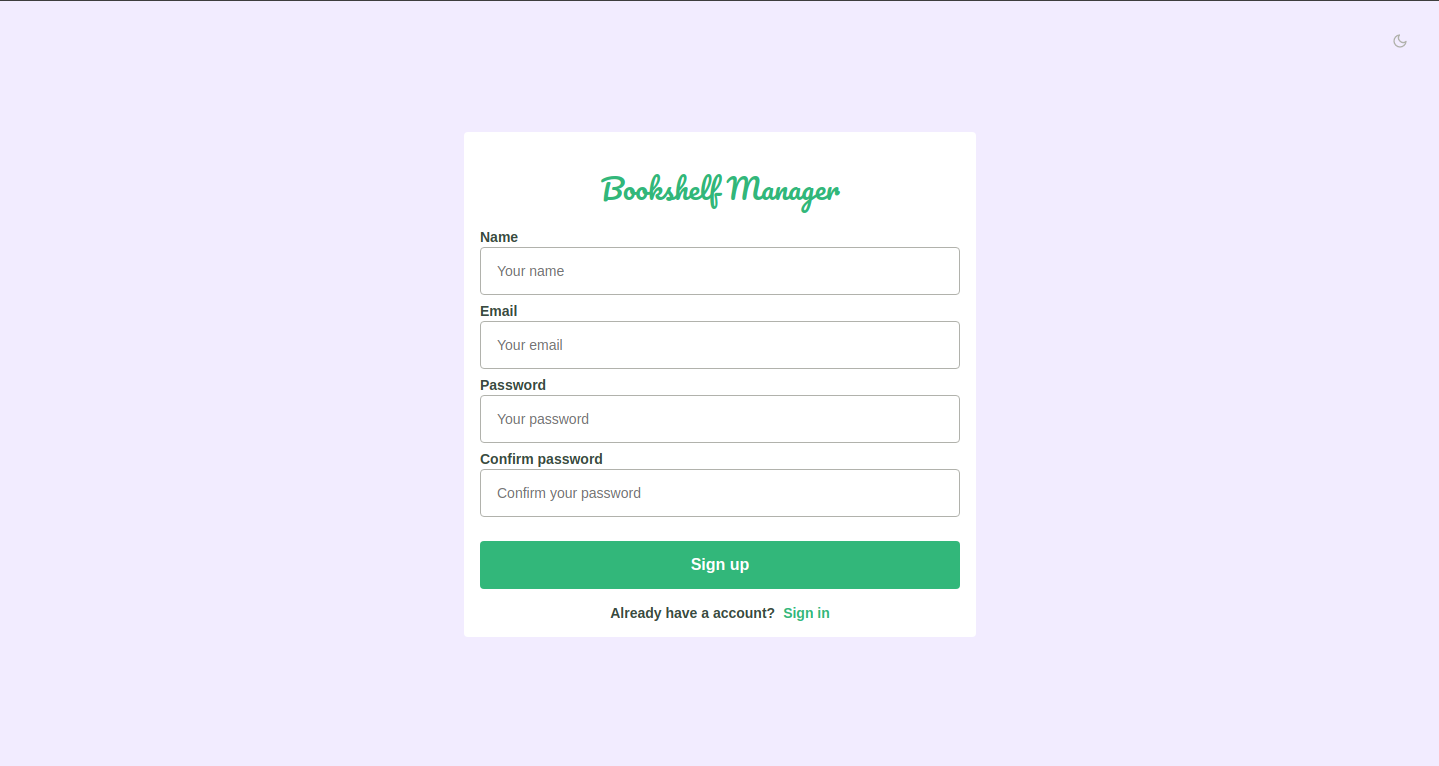 Bookshelf Manager
Name
Your name
Email
Your email
Password
Your password
Confirm password
Confirm your password
Sign up
Already have a account? Sign in